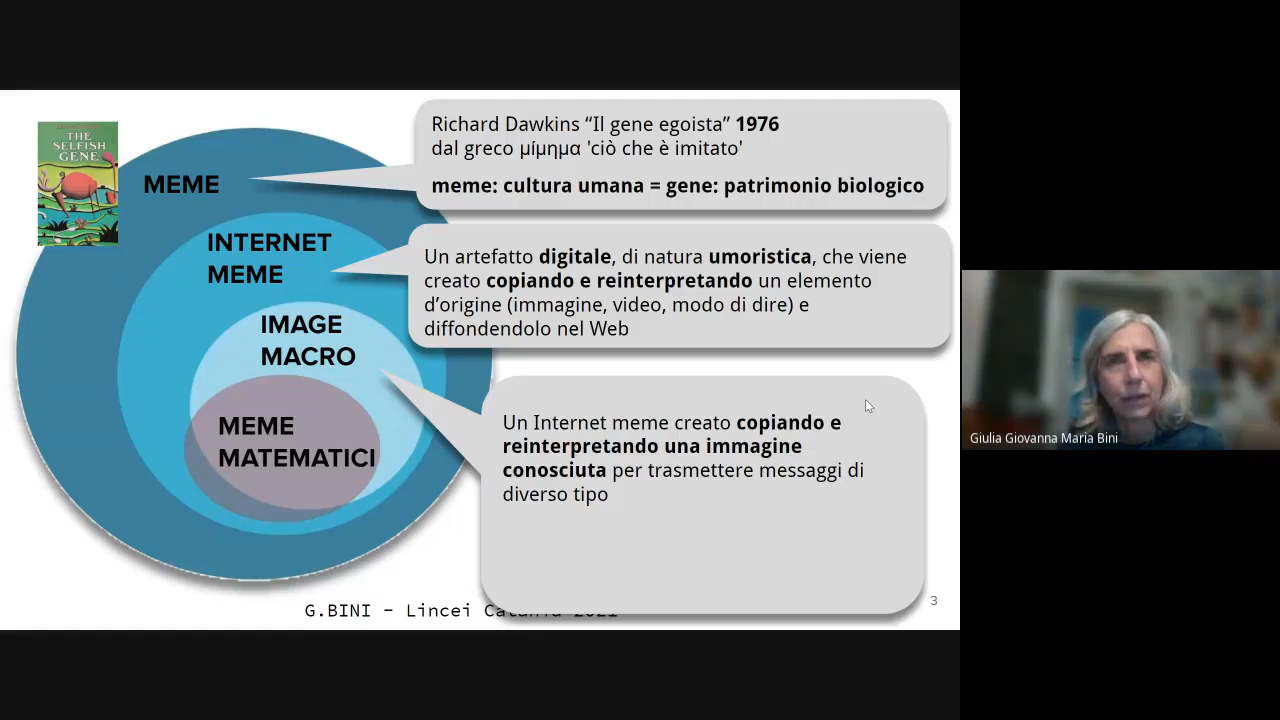 THE
SELFISH
GENE
MEME
INTERNET
MEME
IMAGE
MACRO
MEME
MATEMATICI
Richard Dawkins “Il gene egoista” 1976
dal greco μίμημα 'ciò che è imitato'
meme: cultura umana = gene: patrimonio biologico
Un artefatto digitale, di natura umoristica, che viene
creato copiando e reinterpretando un elemento
d’origine (immagine, video, modo di dire) e
diffondendolo nel Web
Un Internet meme creato copiando e
reinterpretando una immagine
conosciuta per trasmettere messaggi di
diverso tipo
G.BINI - Lincei Catania 2021
3
Giulia Giovanna Maria Bini